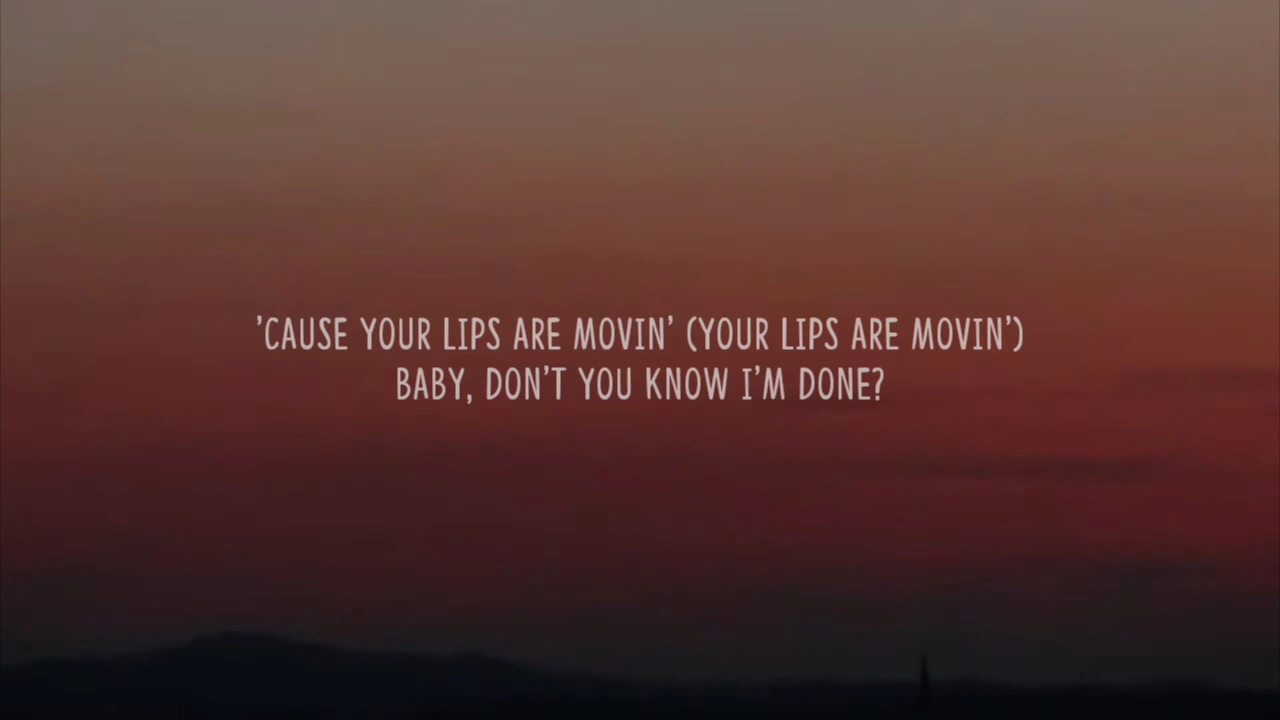 ’CAUSE YOUR LIPS ARE MOVIN’ (YOUR LIPS ARE MOVIN’)
BABY, DON’T YOU KNOW I’M DONE?